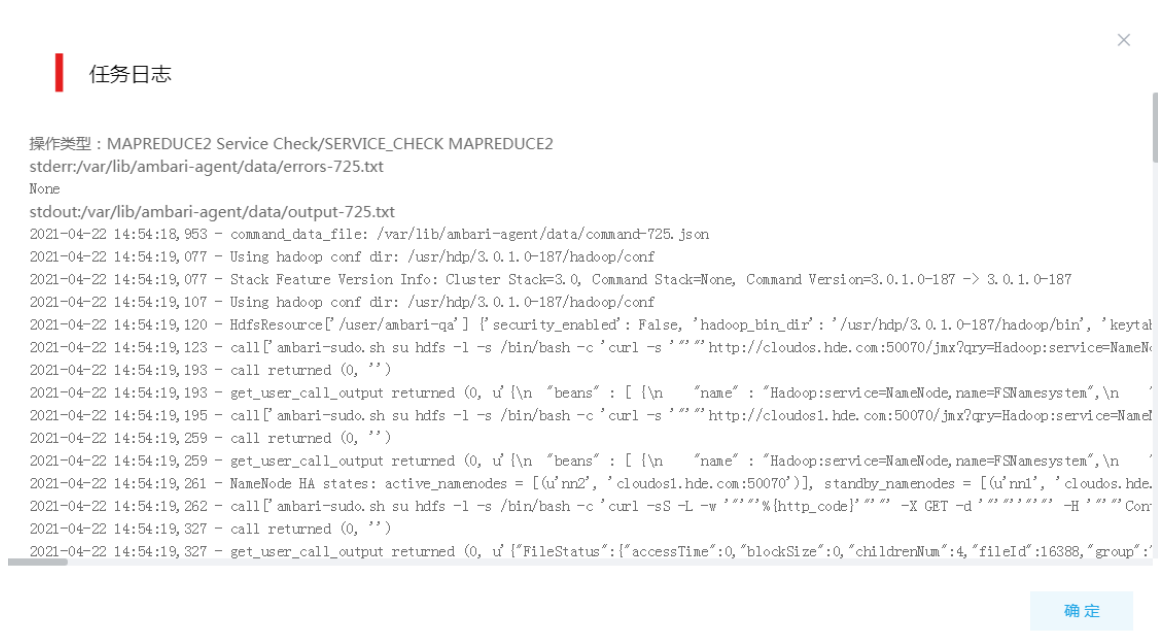 任务日志
操作类型：MAPREDUCE2 Service Check/SERVICE_CHECK MAPREDUCE2
stderr:/var/lib/ambari-agent/data/errors-725.txt
None
stdout:/var/lib/ambari-agent/data/output-725.txt
2021-04-22 14:54:18,953 - command_data_file: /var/lib/ambari-agent/data/command-725.json
2021-04-22 14:54:19,077 - Using hadoop conf dir: /usr/hdp/3.0.1.0-187/hadoop/conf
2021-04-22 14:54:19,077 - Stack Feature Version Info: Cluster Stack=3.0, Command Stack=None, Command Version=3.0.1.0-187 -> 3.0.1.0-187
2021-04-22 14:54:19,107 - Using hadoop conf dir: /usr/hdp/3.0.1.0-187/hadoop/conf
2021-04-22 14:54:19,120 - HdfsResource['/user/ambari-qa'] {'security_enabled': False, 'hadoop_bin_dir': '/usr/hdp/3.0.1.0-187/hadoop/bin', 'keytab
2021-04-22 14:54:19,123 - call['ambari-sudo.sh su hdfs -l -s /bin/bash -c 'curl -s '"'"'http://cloudos.hde.com:50070/jmx?qry=Hadoop:service=NameN
2021-04-22 14:54:19,193 - call returned (0, '')
2021-04-22 14:54:19,193 - get_user_call_output returned (0, u'{\n  "beans" : [ {\n    "name" : "Hadoop:service=NameNode,name=FSNamesystem",\n    "
2021-04-22 14:54:19,195 - call['ambari-sudo.sh su hdfs -l -s /bin/bash -c 'curl -s '"'"'http://cloudos1.hde.com:50070/jmx?qry=Hadoop:service=Name
2021-04-22 14:54:19,259 - call returned (0, '')
2021-04-22 14:54:19,259 - get_user_call_output returned (0, u'{\n  "beans" : [ {\n    "name" : "Hadoop:service=NameNode,name=FSNamesystem",\n    "
2021-04-22 14:54:19,261 - NameNode HA states: active_namenodes = [(u'nn2', 'cloudos1.hde.com:50070')], standby_namenodes = [(u'nn1', 'cloudos.hde.
2021-04-22 14:54:19,262 - call['ambari-sudo.sh su hdfs -l -s /bin/bash -c 'curl -sS -L -w '"'"'%{http_code}'"'"' -X GET -d '"'"''"'"' -H '"'"'Con
2021-04-22 14:54:19,327 - call returned (0, '')
2021-04-22 14:54:19,327 - get_user_call_output returned (0, u'{"FileStatus":{"accessTime":0,"blockSize":0,"childrenNum":4,"fileId":16388,"group":"
确 定